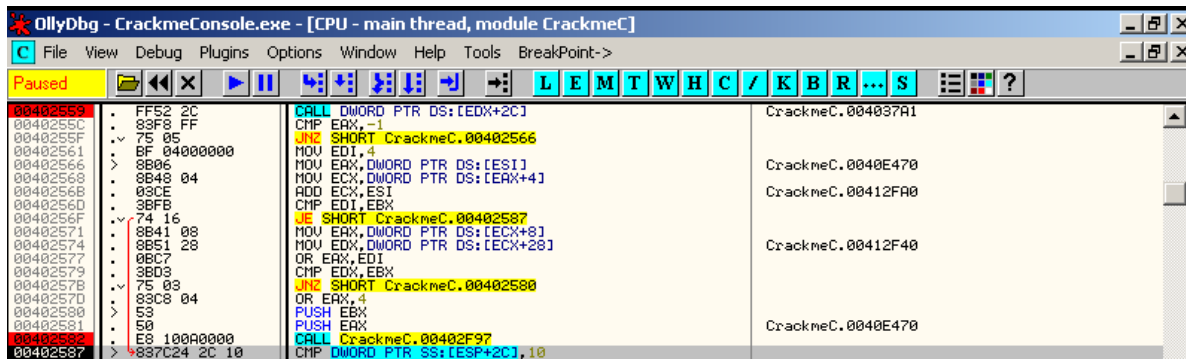 OllyDbg - CrackmeConsole.exe - [CPU - main thread, module CrackmeC]
C File View Debug Plugins Options Window Help Tools BreakPoint->
Paused L E M T W H C / K B R ... S ?
00402559 . FF52 2C CALL DWORD PTR DS:[EDX+2C] CrackmeC.004037A1
0040255C . 83F8 FF CMP EAX,-1
0040255F .v 75 05 JNZ SHORT CrackmeC.00402566
00402561 . BF 04000000 MOV EDI,4
00402566 > 8B06 MOV EAX,DWORD PTR DS:[ESI] CrackmeC.0040E470
00402568 . 8B48 04 MOV ECX,DWORD PTR DS:[EAX+4]
0040256B . 03CE ADD ECX,ESI CrackmeC.00412FA0
0040256D . 3BFB CMP EDI,EBX
0040256F .v 74 16 JE SHORT CrackmeC.00402587
00402571 . 8B41 08 MOV EAX,DWORD PTR DS:[ECX+8]
00402574 . 8B51 28 MOV EDX,DWORD PTR DS:[ECX+28] CrackmeC.00412F40
00402577 . 0BC7 OR EAX,EDI
00402579 . 3BD3 CMP EDX,EBX
0040257B .v 75 03 JNZ SHORT CrackmeC.00402580
0040257D . 83C8 04 OR EAX,4
00402580 > 53 PUSH EBX
00402581 . 50 PUSH EAX CrackmeC.0040E470
00402582 . E8 100A0000 CALL CrackmeC.00402F97
00402587 > 837C24 2C 10 CMP DWORD PTR SS:[ESP+2C],10